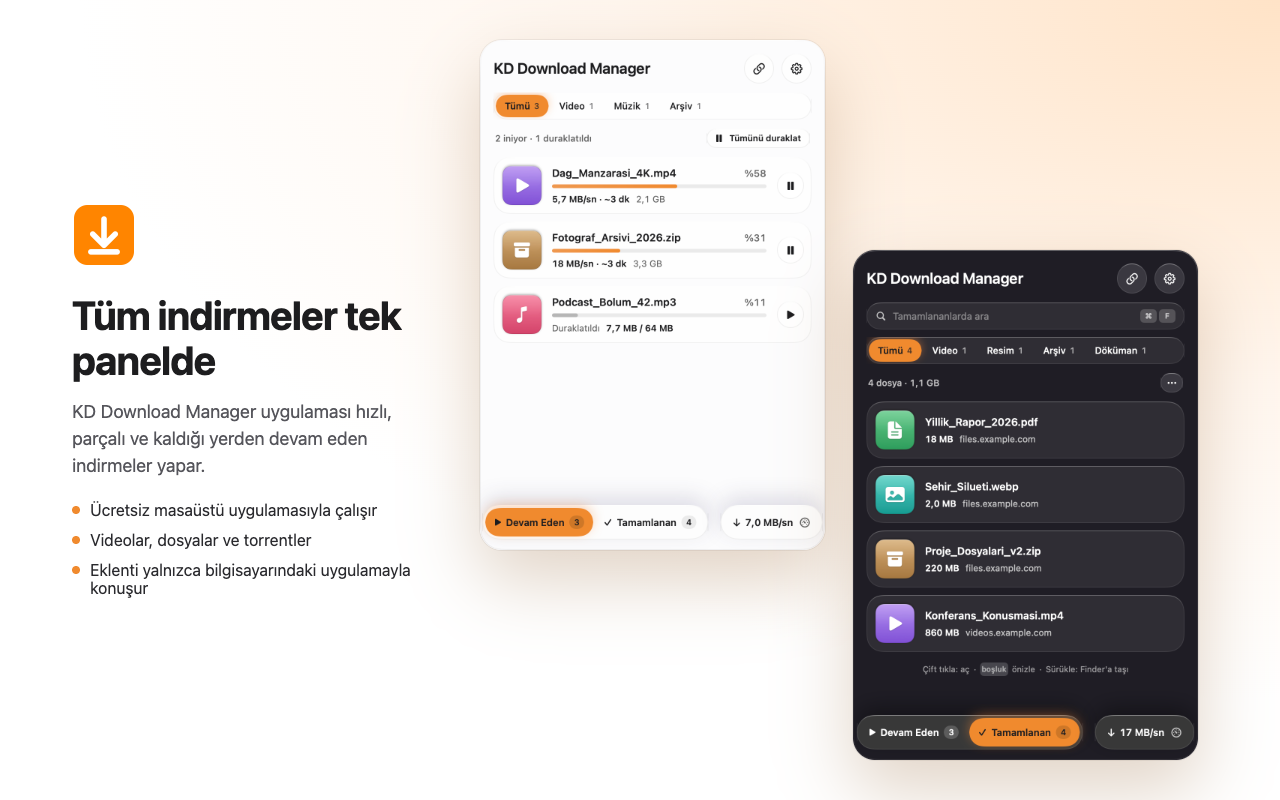 Tüm indirmeler tek
panelde
KD Download Manager uygulaması hızlı,
parçalı ve kaldığı yerden devam eden
indirmeler yapar.
Ücretsiz masaüstü uygulamasıyla çalışır
Videolar, dosyalar ve torrentler
Eklenti yalnızca bilgisayarındaki uygulamayla
konuşur
KD Download Manager
Tümü 3 Video 1 Müzik 1 Arşiv 1
2 iniyor · 1 duraklatıldı Tümünü duraklat
Dag_Manzarasi_4K.mp4 %58
5,7 MB/sn · ~3 dk 2,1 GB
Fotograf_Arsivi_2026.zip %31
18 MB/sn · ~3 dk 3,3 GB
Podcast_Bolum_42.mp3 %11
Duraklatıldı 7,7 MB / 64 MB
Devam Eden 3 Tamamlanan 4 7,0 MB/sn
KD Download Manager
Tamamlananlarda ara ⌘ F
Tümü 4 Video 1 Resim 1 Arşiv 1 Döküman 1
4 dosya · 1,1 GB
Yillik_Rapor_2026.pdf
18 MB files.example.com
Sehir_Silueti.webp
2,0 MB files.example.com
Proje_Dosyalari_v2.zip
220 MB files.example.com
Konferans_Konusmasi.mp4
860 MB videos.example.com
Çift tıkla: aç · boşluk önizle · Sürükle: Finder'a taşı
Devam Eden 3 Tamamlanan 4 17 MB/sn